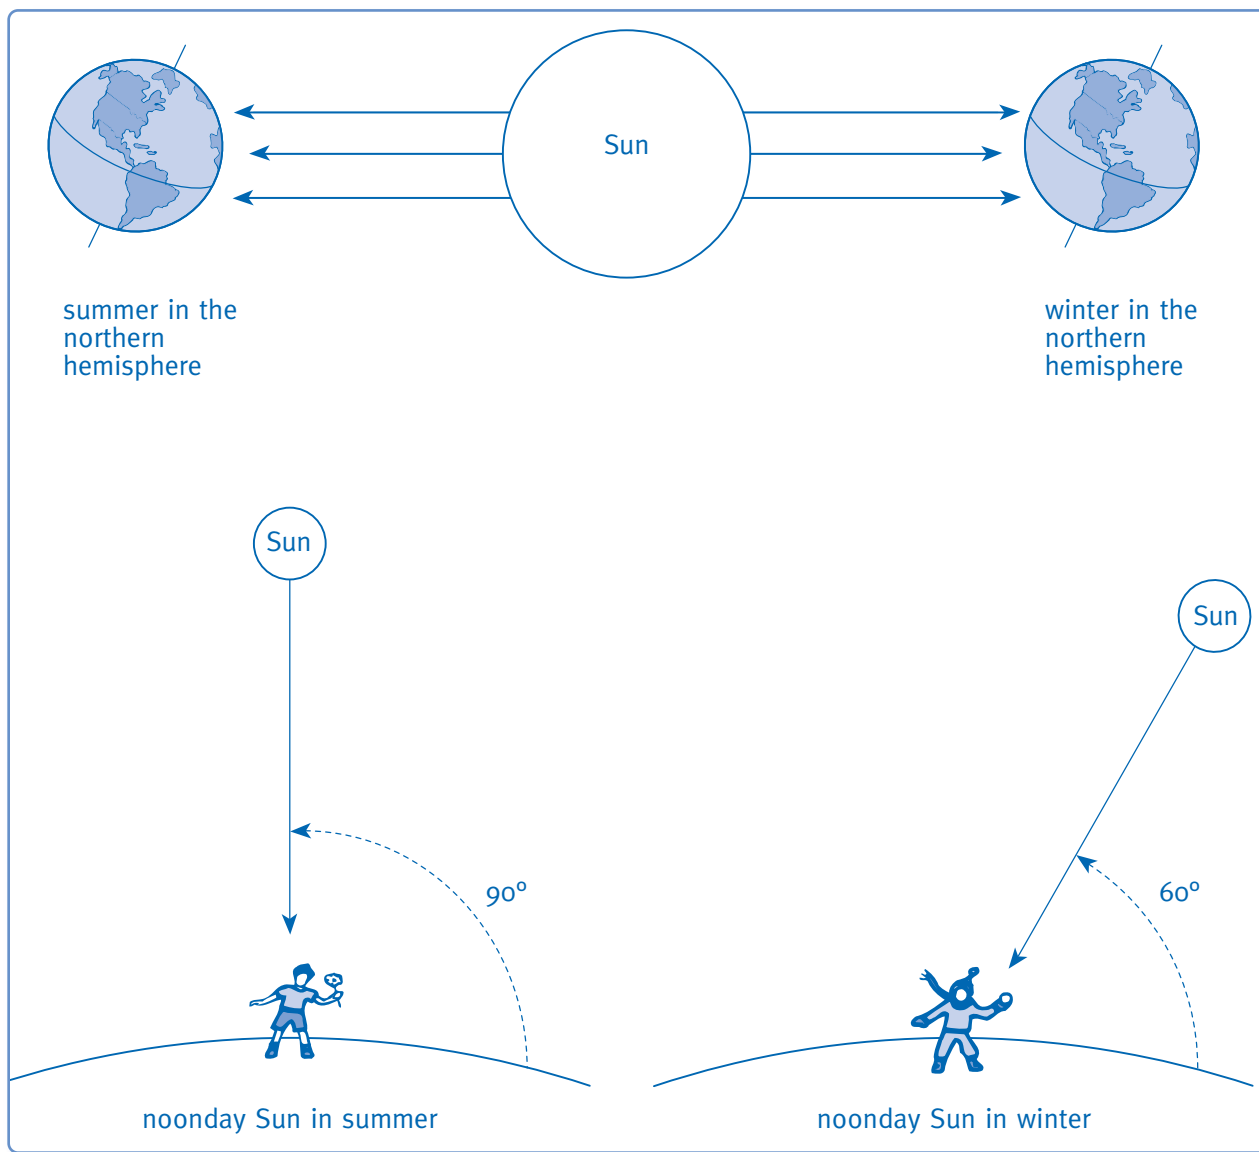 Sun
summer in the
northern
hemisphere
winter in the
northern
hemisphere
Sun
Sun
90°
60°
noonday Sun in summer
noonday Sun in winter